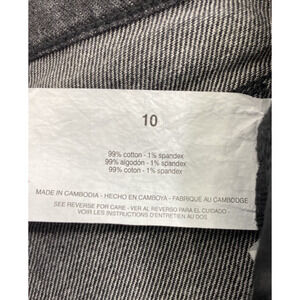 10
99% cotton - 1% spandex
99% algodón - 1% spandex
99% coton - 1% spandex
MADE IN CAMBODIA - HECHO EN CAMBOYA - FABRIQUE AU CAMBODGE
SEE REVERSE FOR CARE - VER AL REVERSO PARA EL CUIDADO -
VOIR LES INSTRUCTIONS D'ENTRETIEN AU DOS